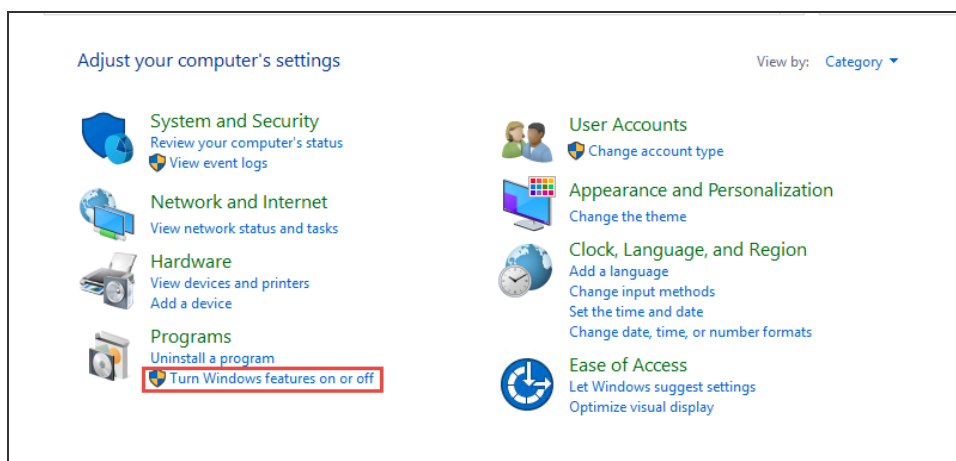 Adjust your computer's settings
View by: Category
System and Security
Review your computer's status
View event logs
Network and Internet
View network status and tasks
Hardware
View devices and printers
Add a device
Programs
Uninstall a program
Turn Windows features on or off
User Accounts
Change account type
Appearance and Personalization
Change the theme
Clock, Language, and Region
Add a language
Change input methods
Set the time and date
Change date, time, or number formats
Ease of Access
Let Windows suggest settings
Optimize visual display